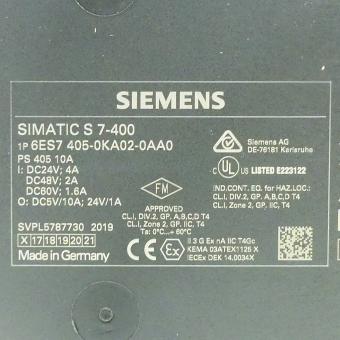 SIEMENS
SIMATIC S 7-400
1P 6ES7 405-0KA02-0AA0
PS 405 10A
I: DC24V; 4A
DC48V; 2A
DC60V; 1.6A
O: DC5V/10A; 24V/1A
SVPL5787730 2019
X 17 18 19 20 21
Made in Germany
FM
APPROVED
CL.I, DIV.2, GP. A,B,C,D T4
CL.I, Zone 2, GP. IIC, T4
Ta: 0°C...+60°C
Ex II 3 G Ex nA IIC T4Gc
KEMA 03ATEX1125 X
IECEx DEK 14.0034X
Siemens AG
DE-76181 Karlsruhe
C UL US LISTED E223122
IND.CONT. EQ. for HAZ.LOC.:
CL.I, DIV.2, GP. A,B,C,D T4
CL.I, Zone 2, GP. IIC, T4